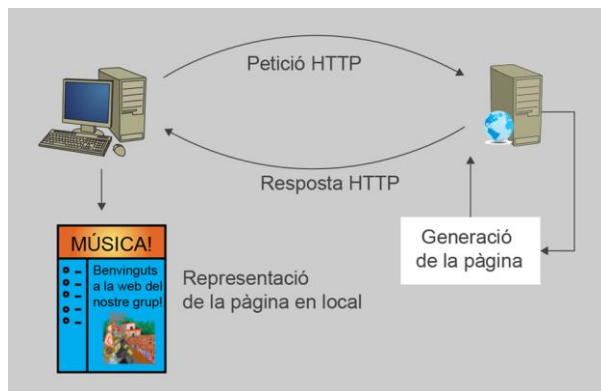 Petició HTTP
Resposta HTTP
Generació
de la pàgina
MÚSICA!
Benvinguts
a la web del
nostre grup!
Representació
de la pàgina en local